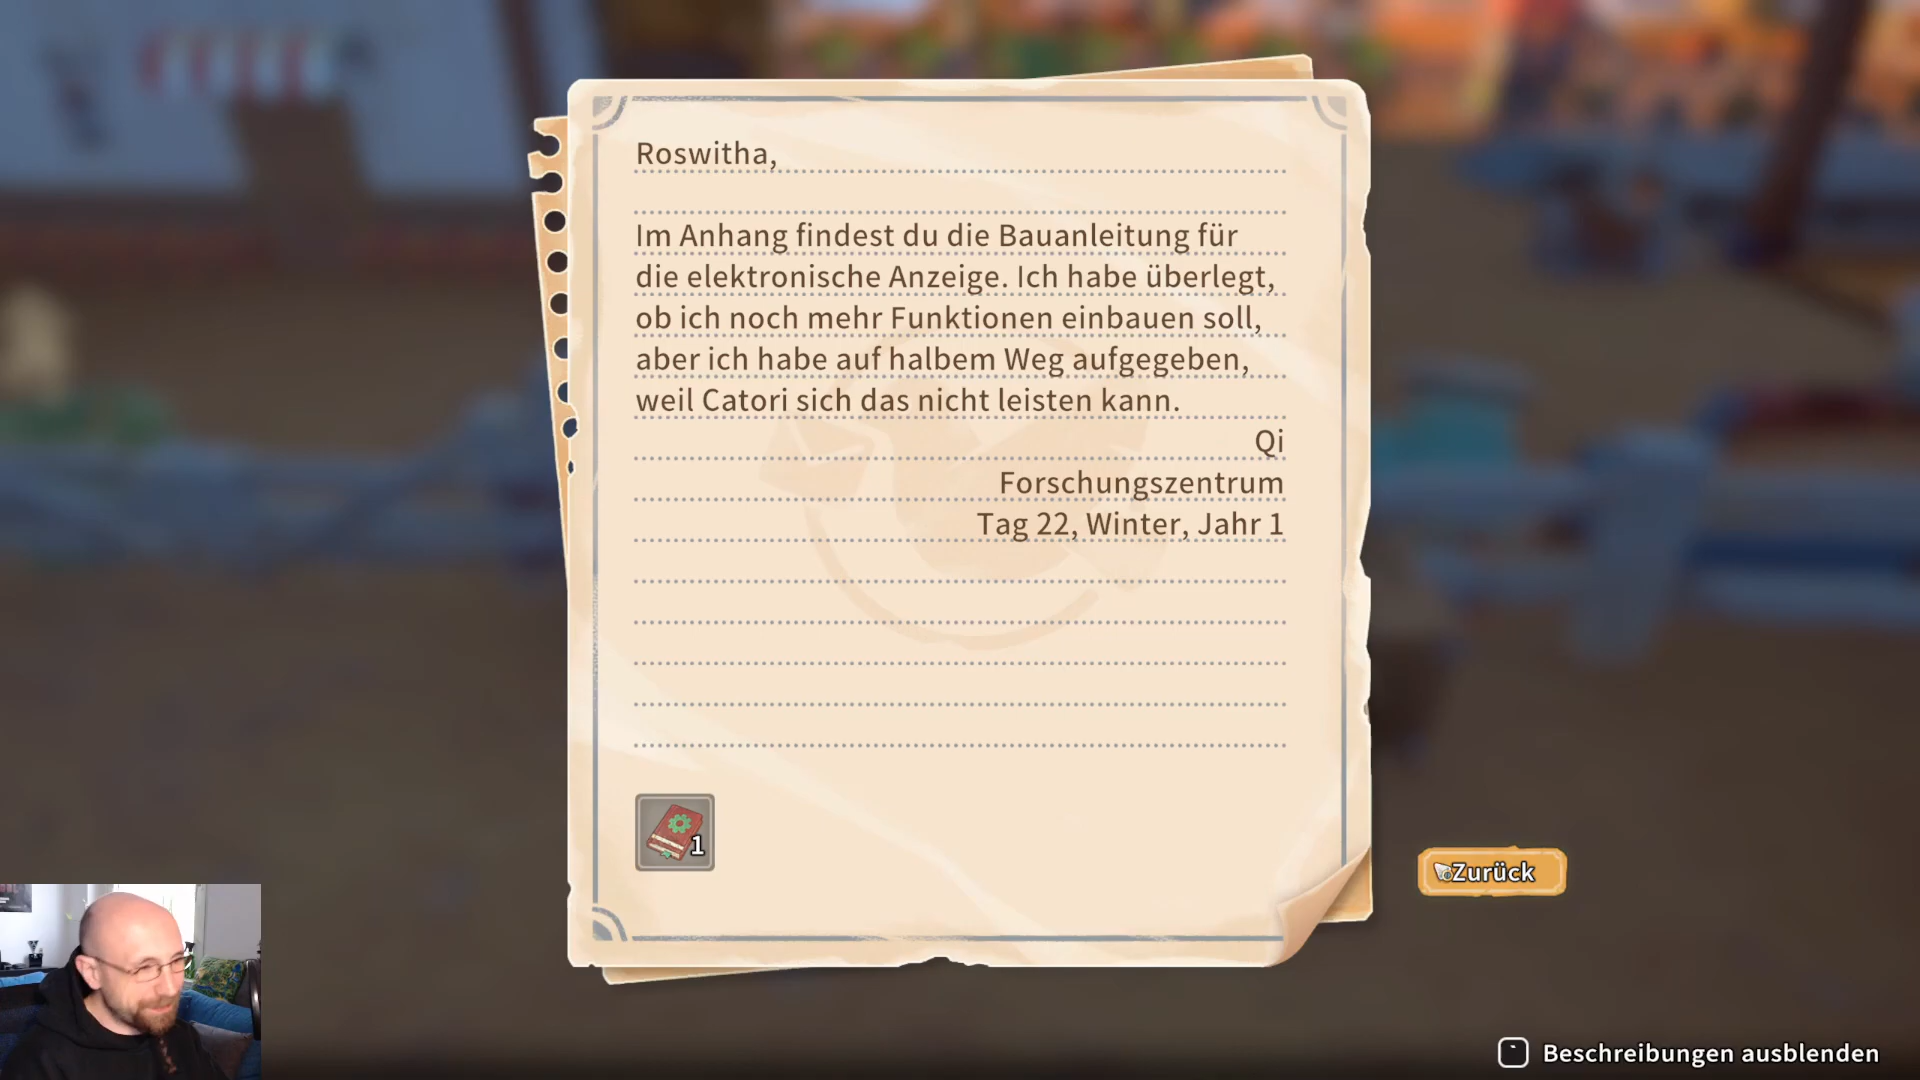 Roswitha,
Im Anhang findest du die Bauanleitung für
die elektronische Anzeige. Ich habe überlegt,
ob ich noch mehr Funktionen einbauen soll,
aber ich habe auf halbem Weg aufgegeben,
weil Catori sich das nicht leisten kann.
Qi
Forschungszentrum
Tag 22, Winter, Jahr 1
1
Zurück
Beschreibungen ausblenden